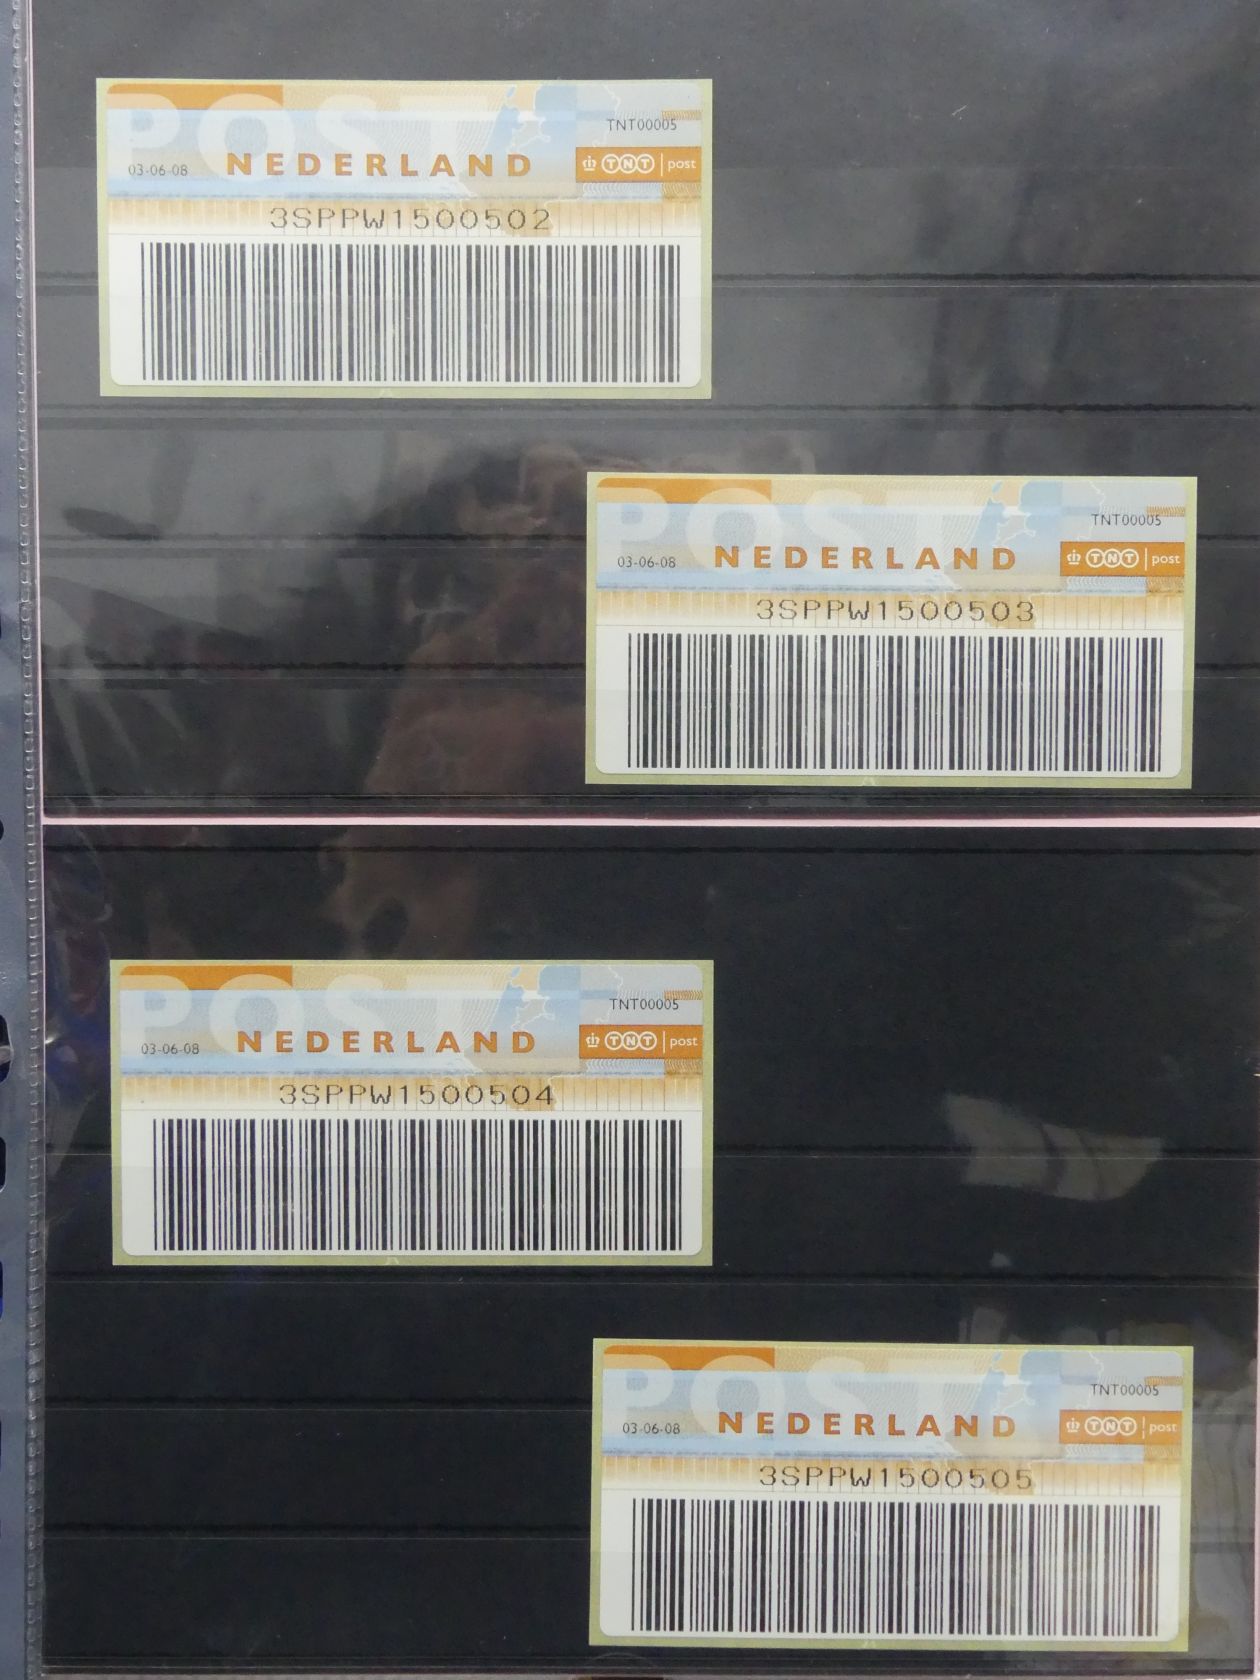 POST
TNT00005
03-06-08 NEDERLAND TNT post
3SPPW1500502
POST
TNT00005
03-06-08 NEDERLAND TNT post
3SPPW1500503
POST
TNT00005
03-06-08 NEDERLAND TNT post
3SPPW1500504
POST
TNT00005
03-06-08 NEDERLAND TNT post
3SPPW1500505